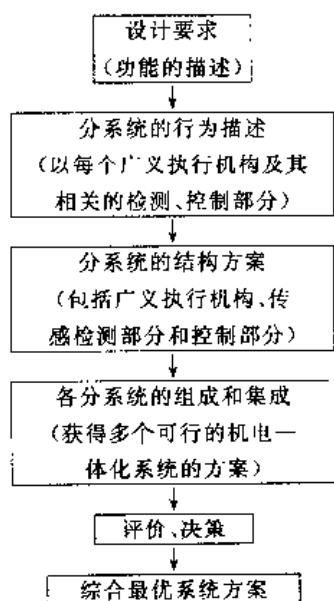 设计要求
(功能的描述)
分系统的行为描述
(以每个广义执行机构及其
相关的检测、控制部分)
分系统的结构方案
(包括广义执行机构、传
感检测部分和控制部分)
各分系统的组成和集成
(获得多个可行的机电一
体化系统的方案)
评价、决策
综合最优系统方案